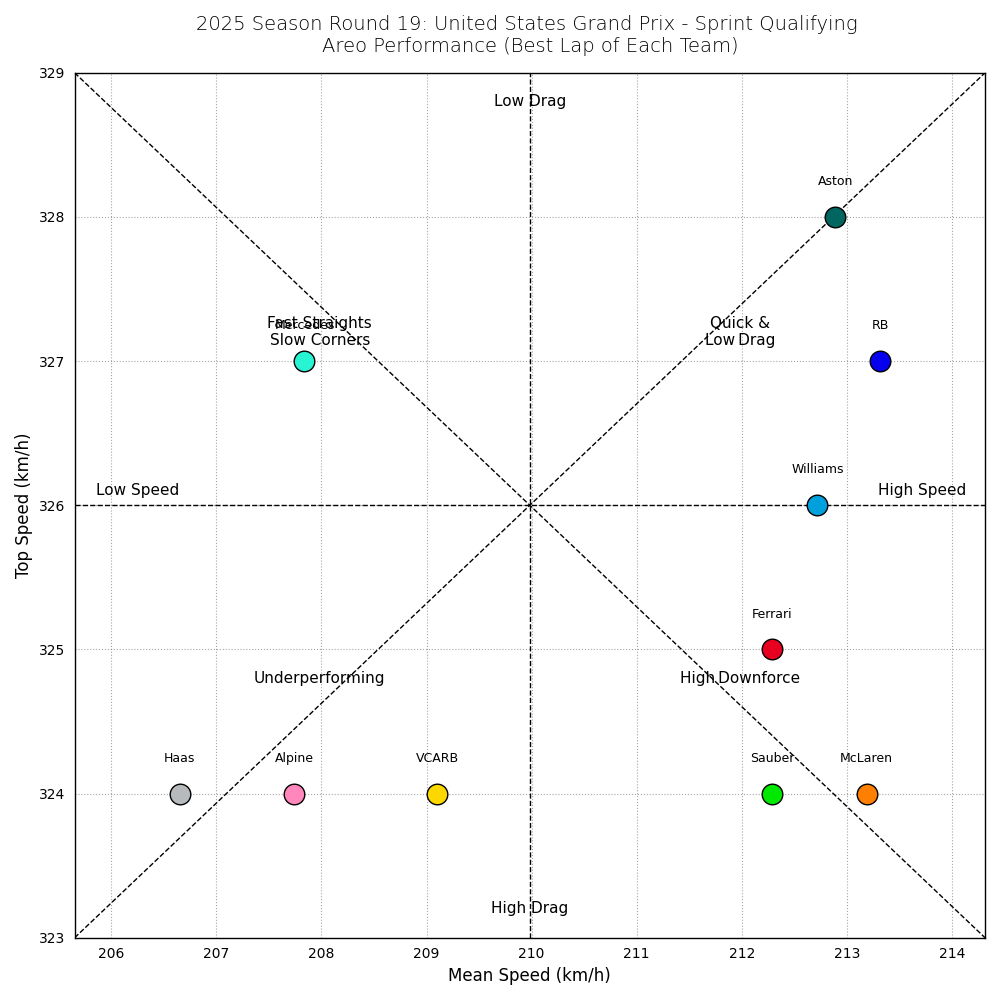 2025 Season Round 19: United States Grand Prix - Sprint Qualifying
Areo Performance (Best Lap of Each Team)
329
Low Drag
Aston
328
Fast Straights
Mercedes
Slow Corners
Quick &
Low Drag
RB
327
Williams
Low Speed
High Speed
326
Ferrari
325
Underperforming
High Downforce
Haas
Alpine
VCARB
Sauber
McLaren
324
High Drag
323
206 207 208 209 210 211 212 213 214
Top Speed (km/h)
Mean Speed (km/h)